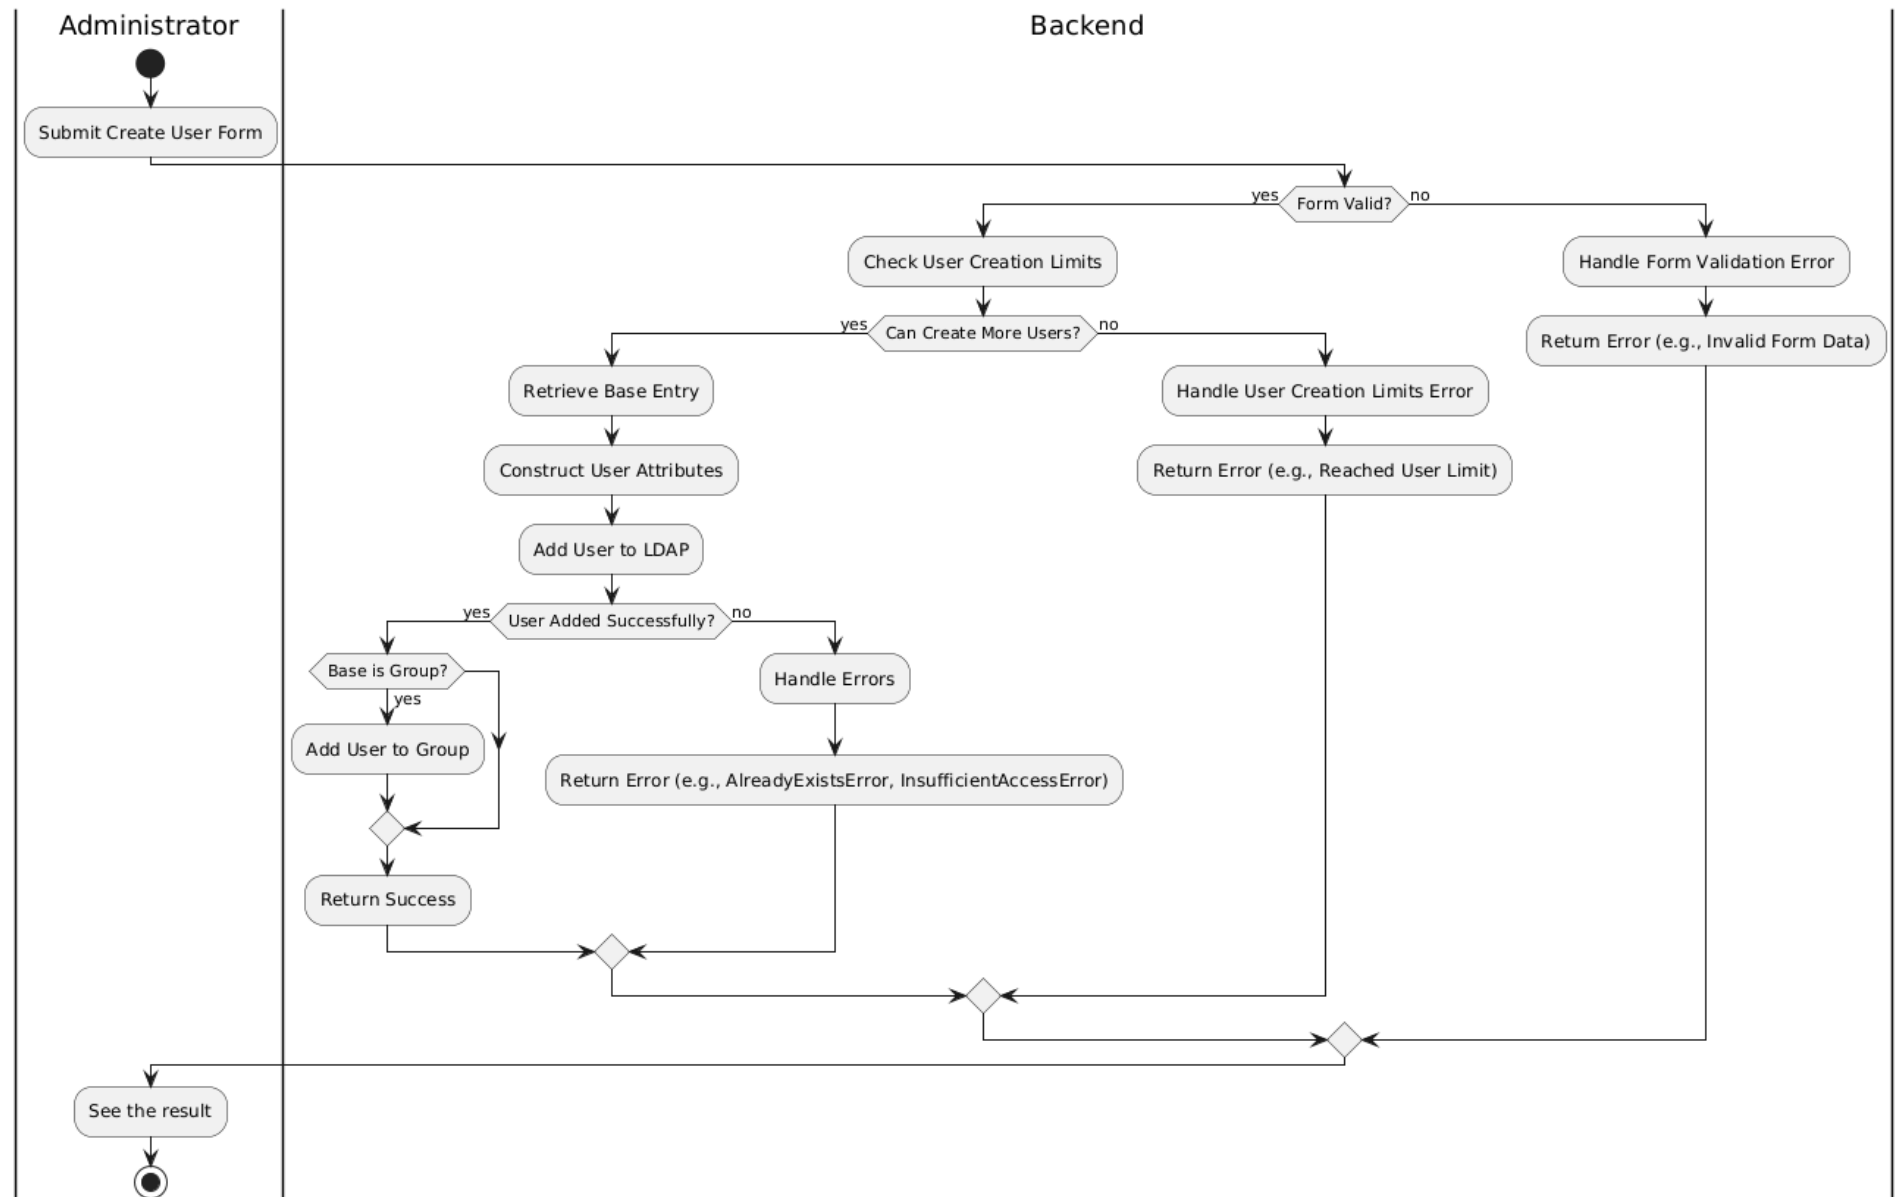 Administrator
Backend
Submit Create User Form
yes
Form Valid?
no
Check User Creation Limits
Handle Form Validation Error
yes
Can Create More Users?
no
Return Error (e.g., Invalid Form Data)
Retrieve Base Entry
Handle User Creation Limits Error
Construct User Attributes
Return Error (e.g., Reached User Limit)
Add User to LDAP
yes
User Added Successfully?
no
Base is Group?
Handle Errors
yes
Add User to Group
Return Error (e.g., AlreadyExistsError, InsufficientAccessError)
Return Success
See the result